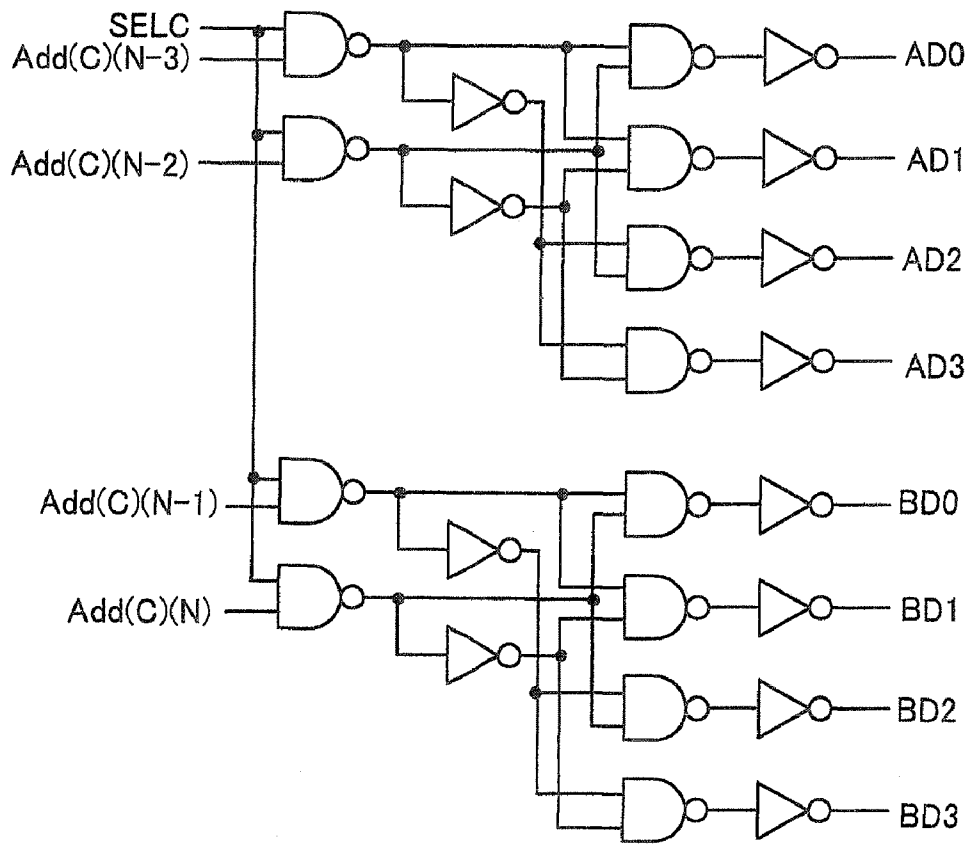 SELC
Add(C)(N-3)
AD0
Add(C)(N-2)
AD1
AD2
AD3
Add(C)(N-1)
BD0
Add(C)(N)
BD1
BD2
BD3